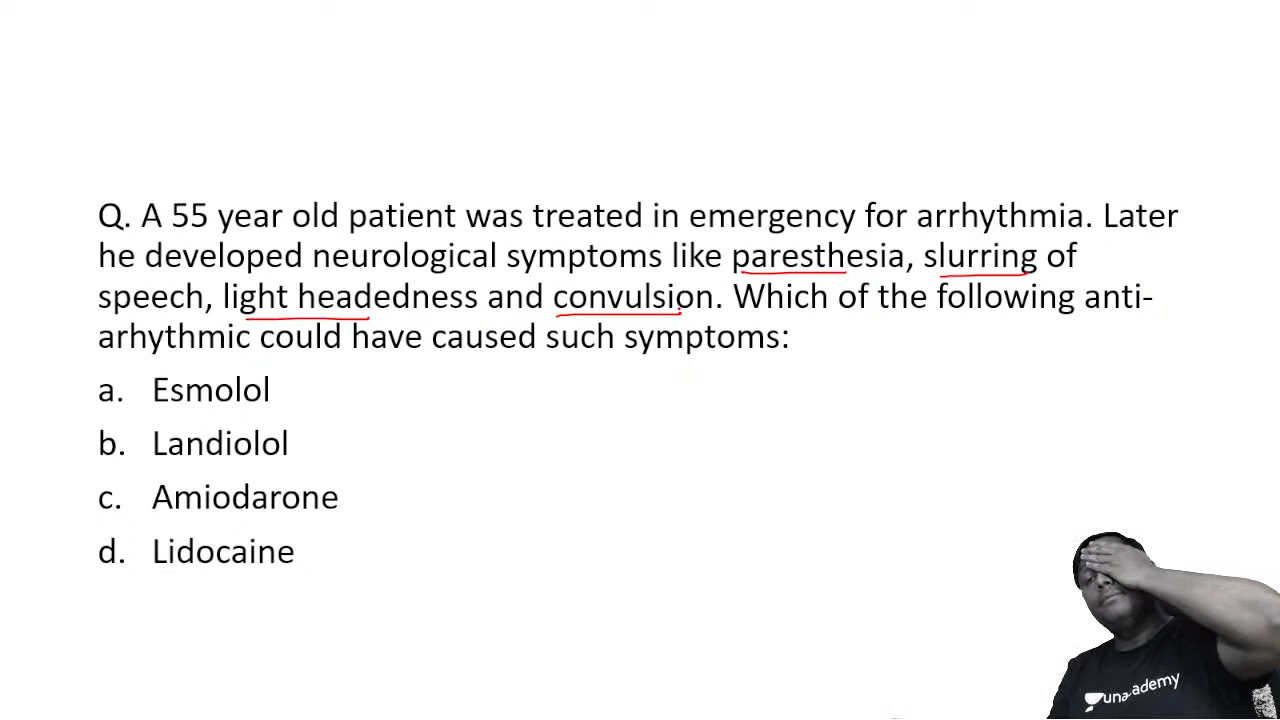 Q. A 55 year old patient was treated in emergency for arrhythmia. Later
he developed neurological symptoms like paresthesia, slurring of
speech, light headedness and convulsion. Which of the following anti-
arhythmic could have caused such symptoms:
a. Esmolol
b. Landiolol
c. Amiodarone
d. Lidocaine
unacademy